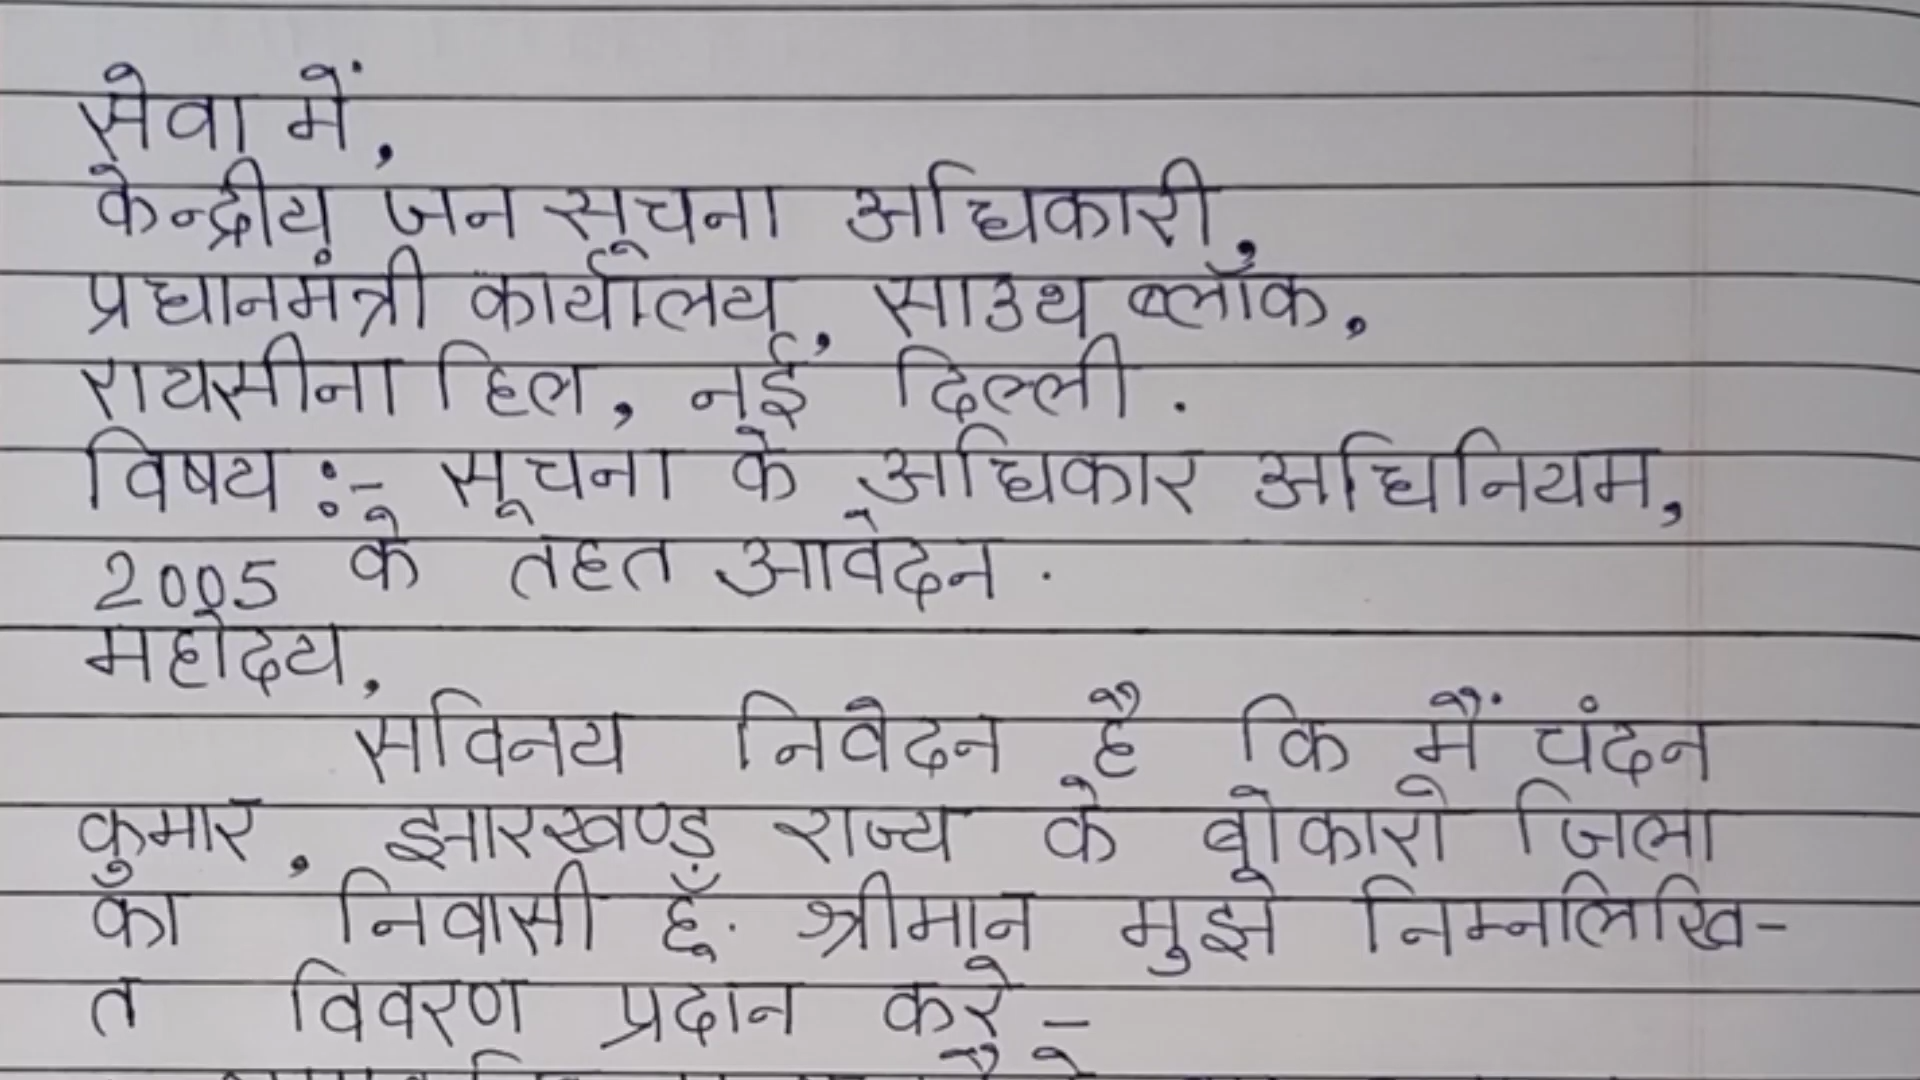 सेवा में,
केन्द्रीय जन सूचना अधिकारी,
प्रधानमंत्री कार्यालय, साउथ ब्लॉक,
रायसीना हिल, नई दिल्ली.
विषय :- सूचना के अधिकार अधिनियम,
2005 के तहत आवेदन.
महोदय,
सविनय निवेदन है कि मैं चंदन
कुमार, झारखण्ड़ राज्य के बोकारो जिला
का निवासी हूँ. श्रीमान मुझे निम्नलिखि-
त विवरण प्रदान करे -